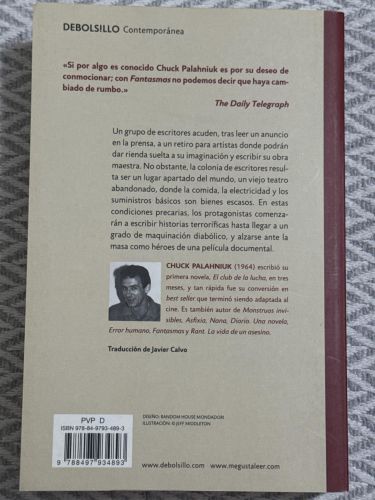 DEBOLSILLO Contemporánea
«Si por algo es conocido Chuck Palahniuk es por su deseo de
conmocionar; con Fantasmas no podemos decir que haya cam-
biado de rumbo.»
The Daily Telegraph
Un grupo de escritores acuden, tras leer un anuncio
en la prensa, a un retiro para artistas donde podrán
dar rienda suelta a su imaginación y escribir su obra
maestra. No obstante, la colonia de escritores resul-
ta ser un lugar apartado del mundo, un viejo teatro
abandonado, donde la comida, la electricidad y los
suministros básicos son bienes escasos. En estas
condiciones precarias, los protagonistas comenza-
rán a escribir historias terroríficas hasta llegar a un
grado de maquinación diabólico, y alzarse ante la
masa como héroes de una película documental.
CHUCK PALAHNIUK (1964) escribió su
primera novela, El club de la lucha, en tres
meses, y tan rápida fue su conversión en
best seller que terminó siendo adaptada al
cine. Es también autor de Monstruos invi-
sibles, Asfixia, Nana, Diario. Una novela,
Error humano, Fantasmas y Rant. La vida de un asesino.
Traducción de Javier Calvo
PVP D
ISBN 978-84-9793-489-3
9 788497 934893
DISEÑO: RANDOM HOUSE MONDADORI
ILUSTRACIÓN: © JEFF MIDDLETON
www.debolsillo.com www.megustaleer.com